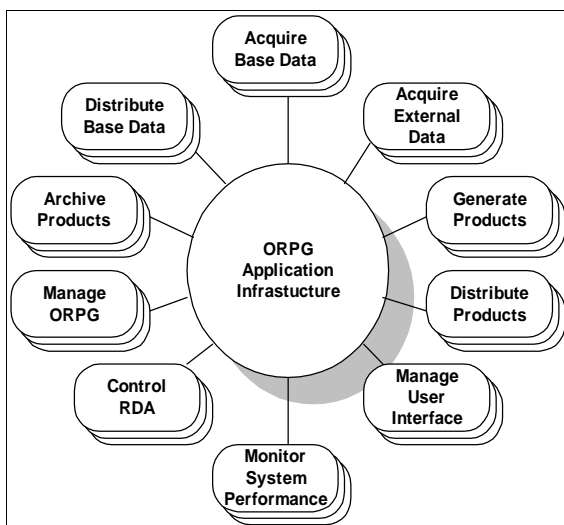 Acquire
Base Data
Distribute
Base Data
Acquire
External
Data
Archive
Products
Generate
Products
ORPG
Application
Infrastucture
Manage
ORPG
Distribute
Products
Control
RDA
Manage
User
Interface
Monitor
System
Performance